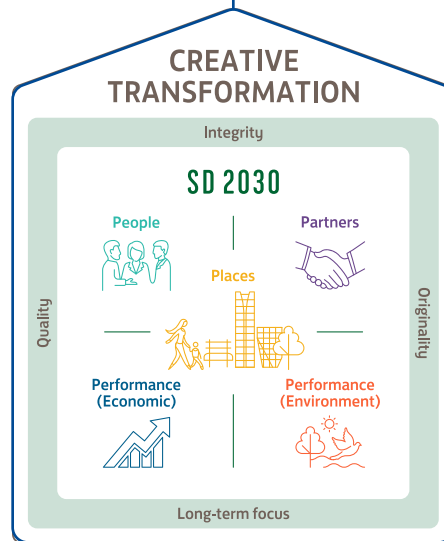 CREATIVE
TRANSFORMATION
Integrity
SD 2030
People
Partners
Places
Quality
Originality
Performance
(Economic)
Performance
(Environment)
Long-term focus